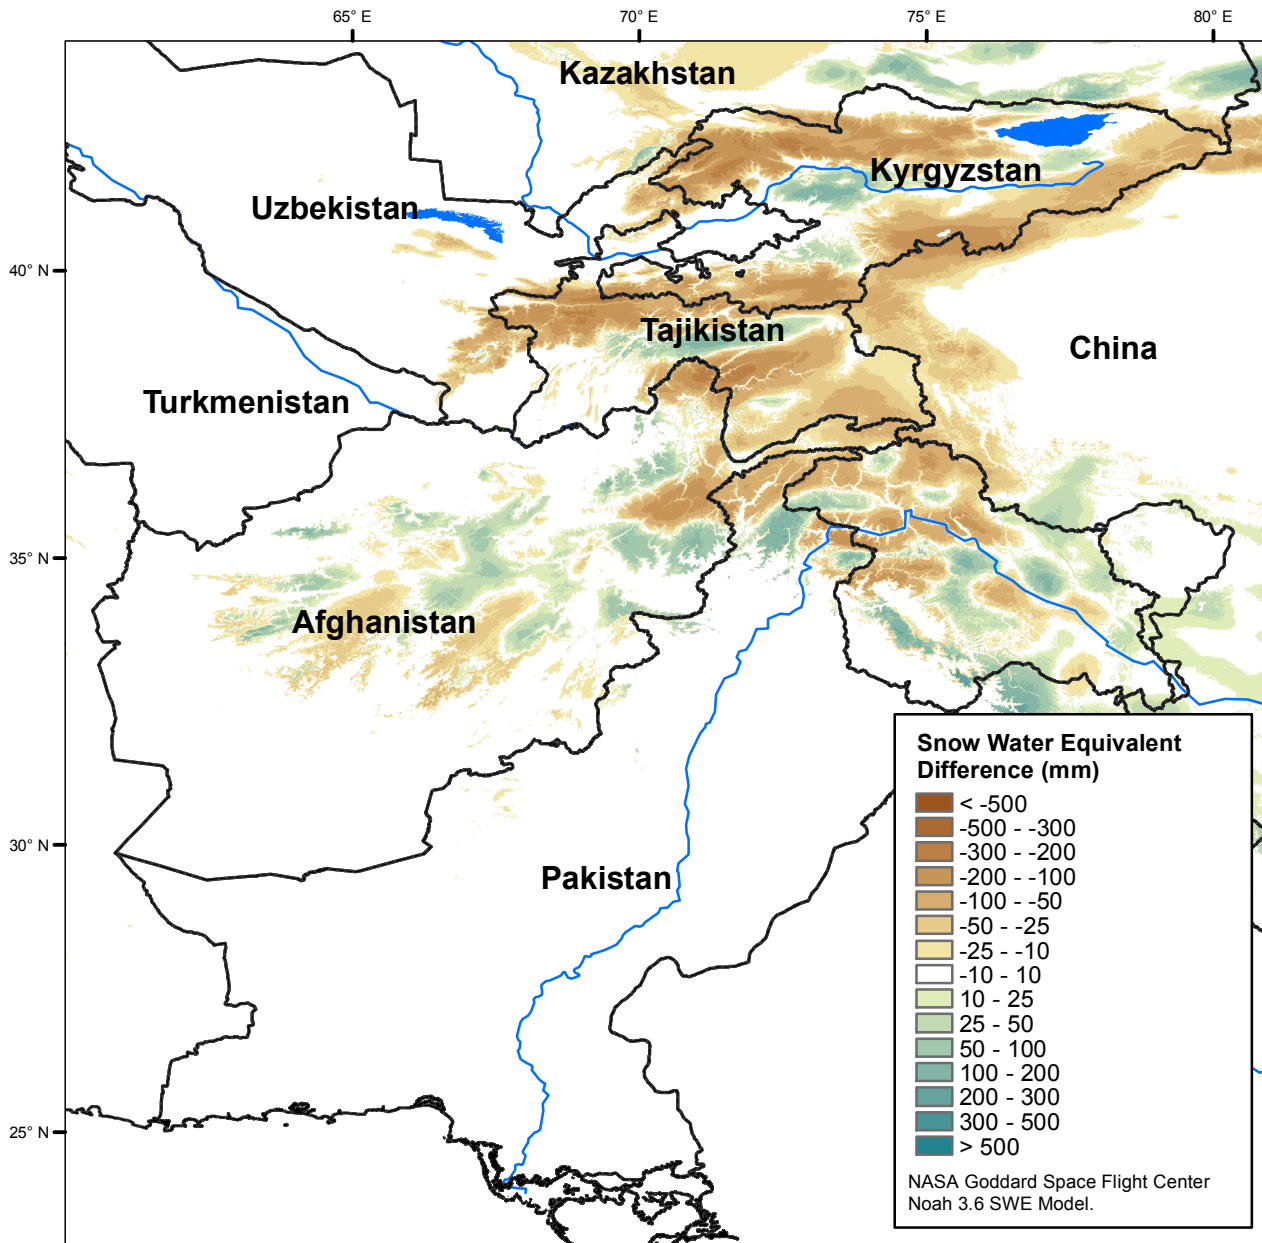 65° E
70° E
75° E
80° E
Kazakhstan
Kyrgyzstan
Uzbekistan
40° N
Tajikistan
China
Turkmenistan
35° N
Afghanistan
30° N
Pakistan
25° N
Snow Water Equivalent
Difference (mm)
< -500
-500 - -300
-300 - -200
-200 - -100
-100 - -50
-50 - -25
-25 - -10
-10 - 10
10 - 25
25 - 50
50 - 100
100 - 200
200 - 300
300 - 500
> 500
NASA Goddard Space Flight Center
Noah 3.6 SWE Model.